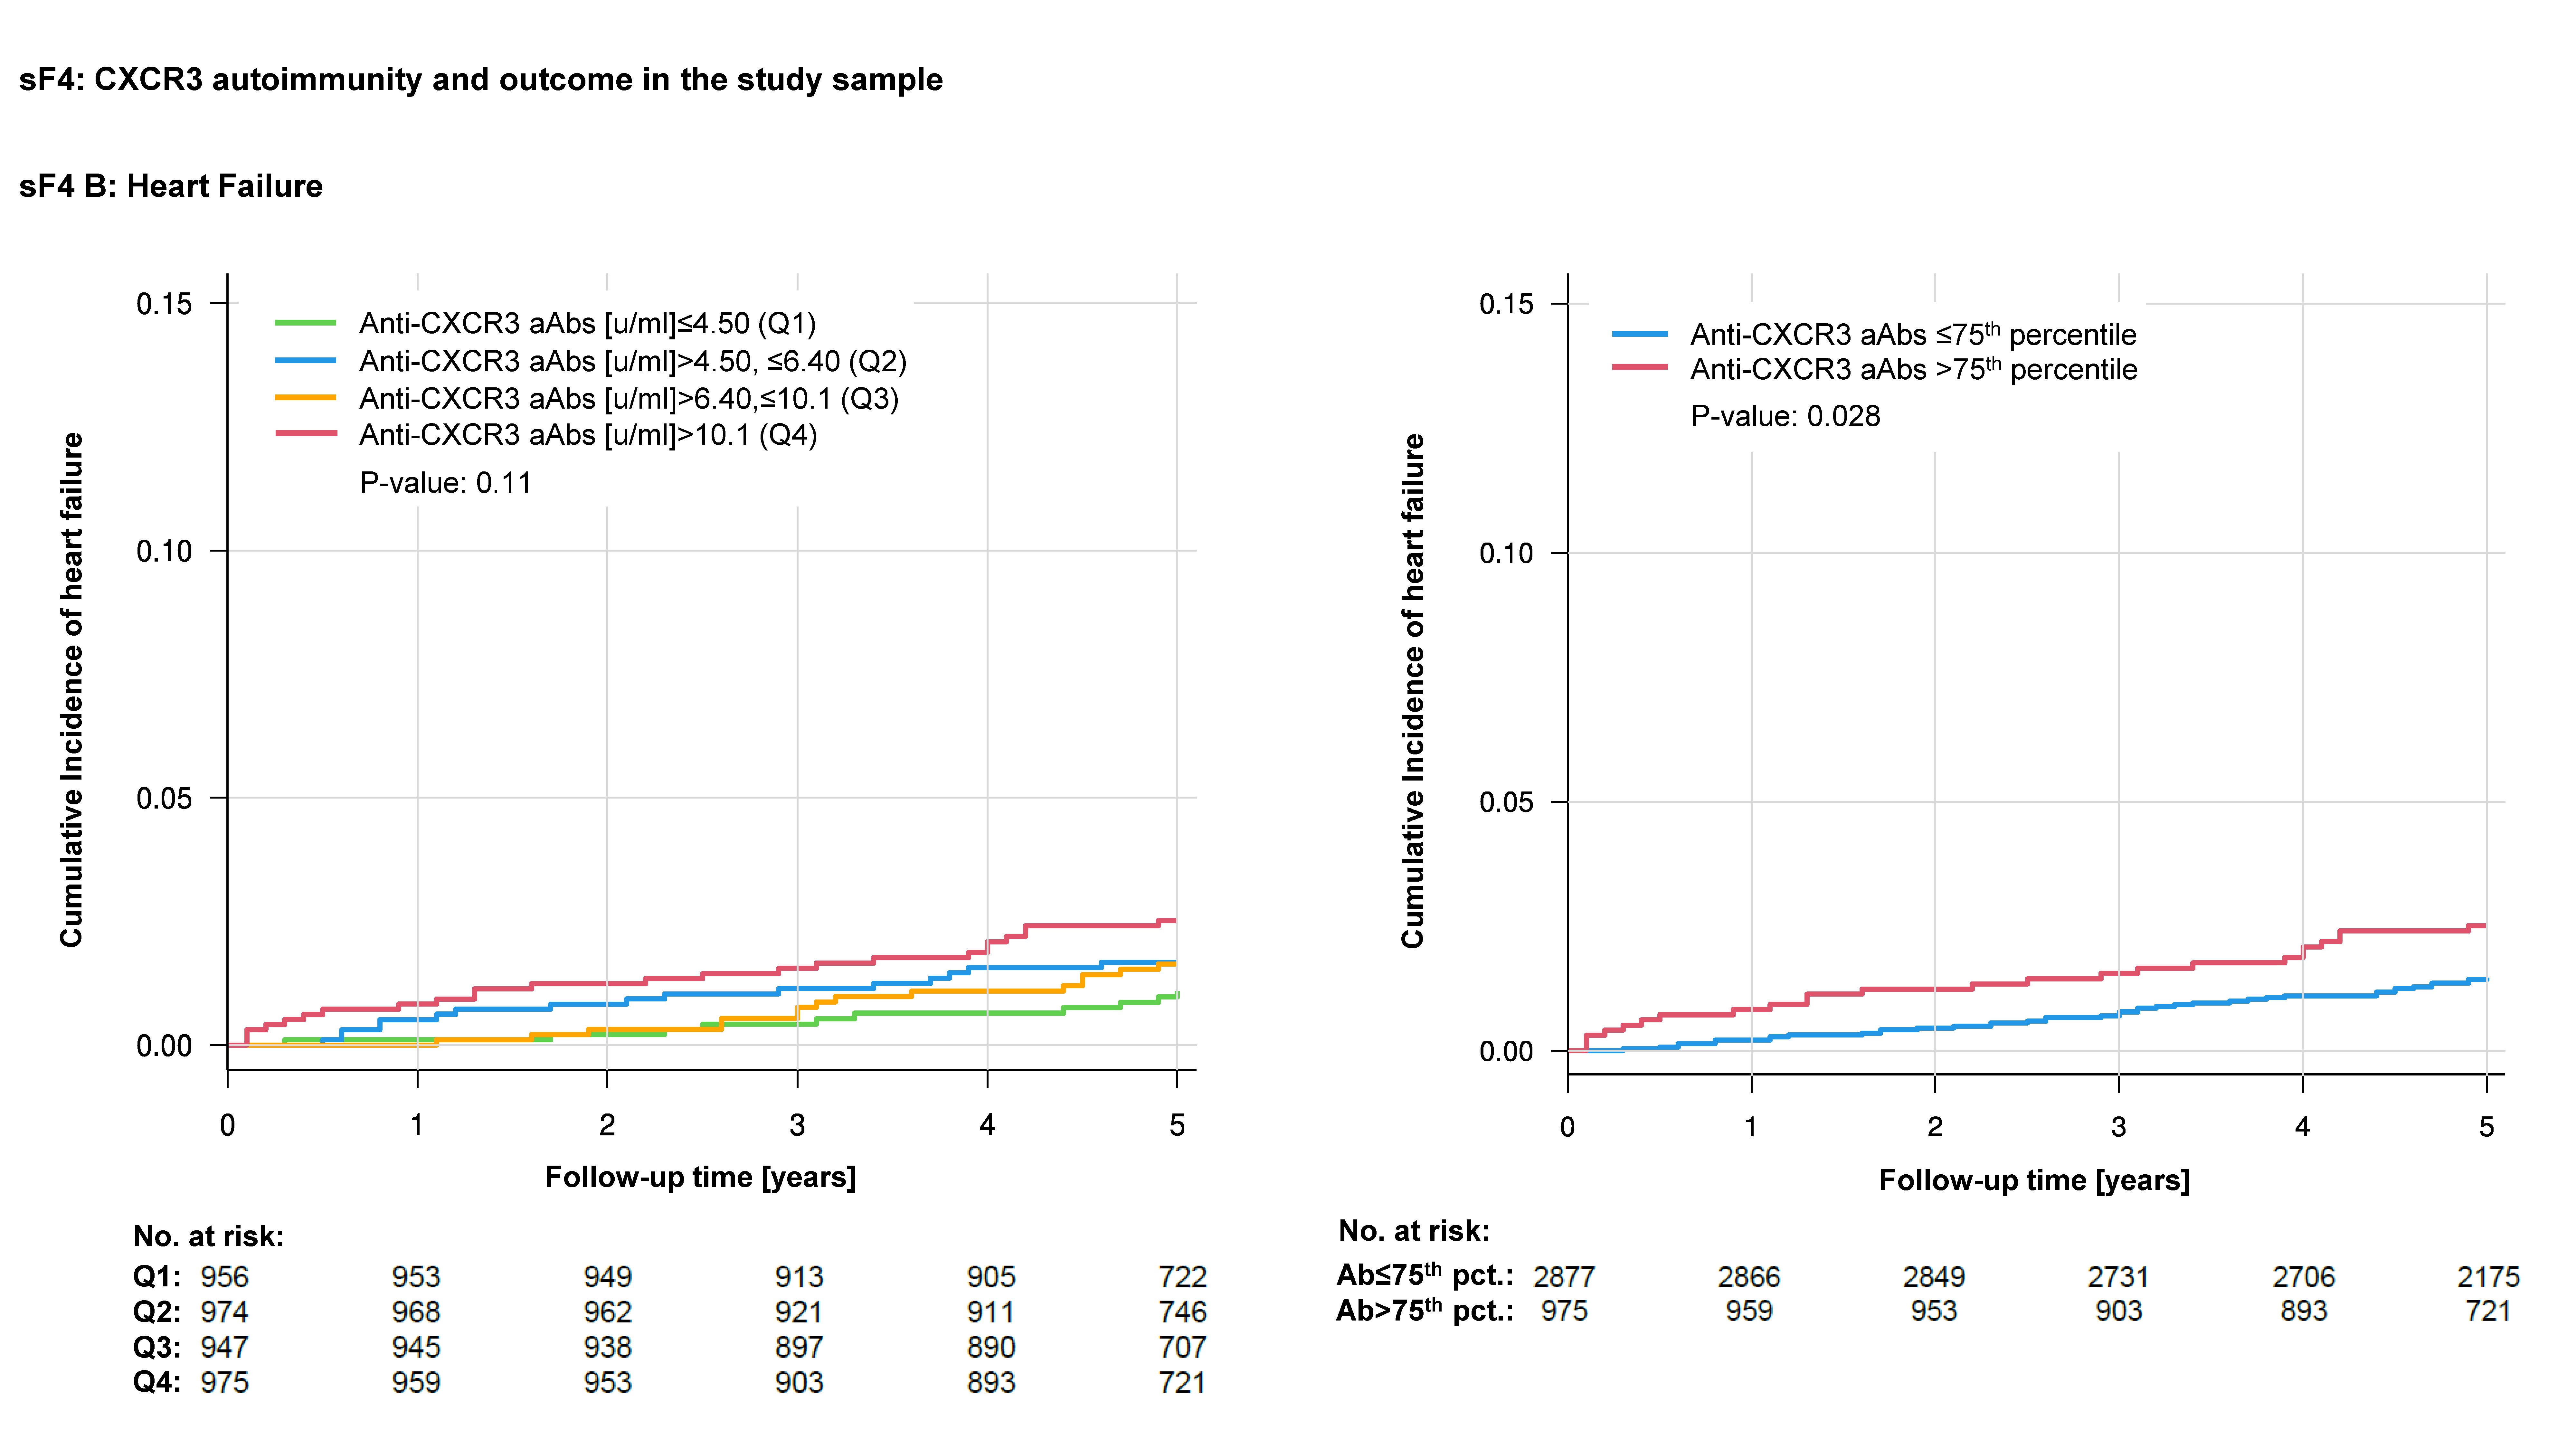 sF4: CXCR3 autoimmunity and outcome in the study sample
sF4 B: Heart Failure
Cumulative Incidence of heart failure
0.15
0.10
0.05
0.00
Anti-CXCR3 aAbs [u/ml]≤4.50 (Q1)
Anti-CXCR3 aAbs [u/ml]>4.50, ≤6.40 (Q2)
Anti-CXCR3 aAbs [u/ml]>6.40,≤10.1 (Q3)
Anti-CXCR3 aAbs [u/ml]>10.1 (Q4)
P-value: 0.11
0 1 2 3 4 5
Follow-up time [years]
No. at risk:
Q1: 956 953 949 913 905 722
Q2: 974 968 962 921 911 746
Q3: 947 945 938 897 890 707
Q4: 975 959 953 903 893 721
Cumulative Incidence of heart failure
0.15
0.10
0.05
0.00
Anti-CXCR3 aAbs ≤75th percentile
Anti-CXCR3 aAbs >75th percentile
P-value: 0.028
0 1 2 3 4 5
Follow-up time [years]
No. at risk:
Ab≤75th pct.: 2877 2866 2849 2731 2706 2175
Ab>75th pct.: 975 959 953 903 893 721